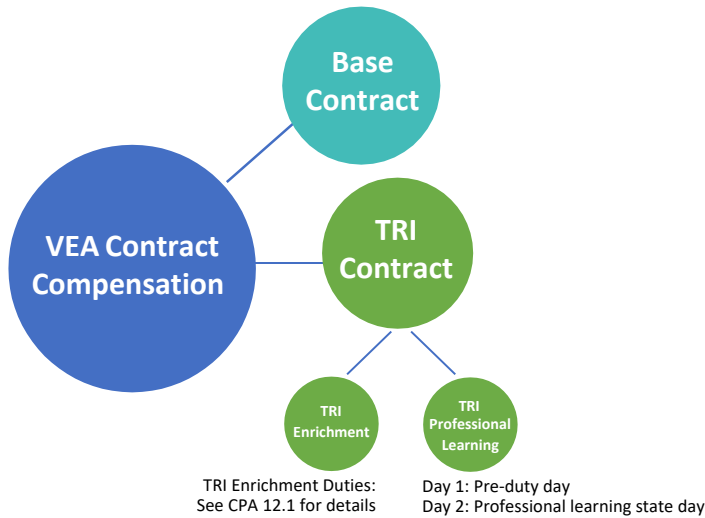 Base
Contract
VEA Contract
Compensation
TRI
Contract
TRI
Enrichment
TRI
Professional
Learning
TRI Enrichment Duties:
See CPA 12.1 for details
Day 1: Pre-duty day
Day 2: Professional learning state day